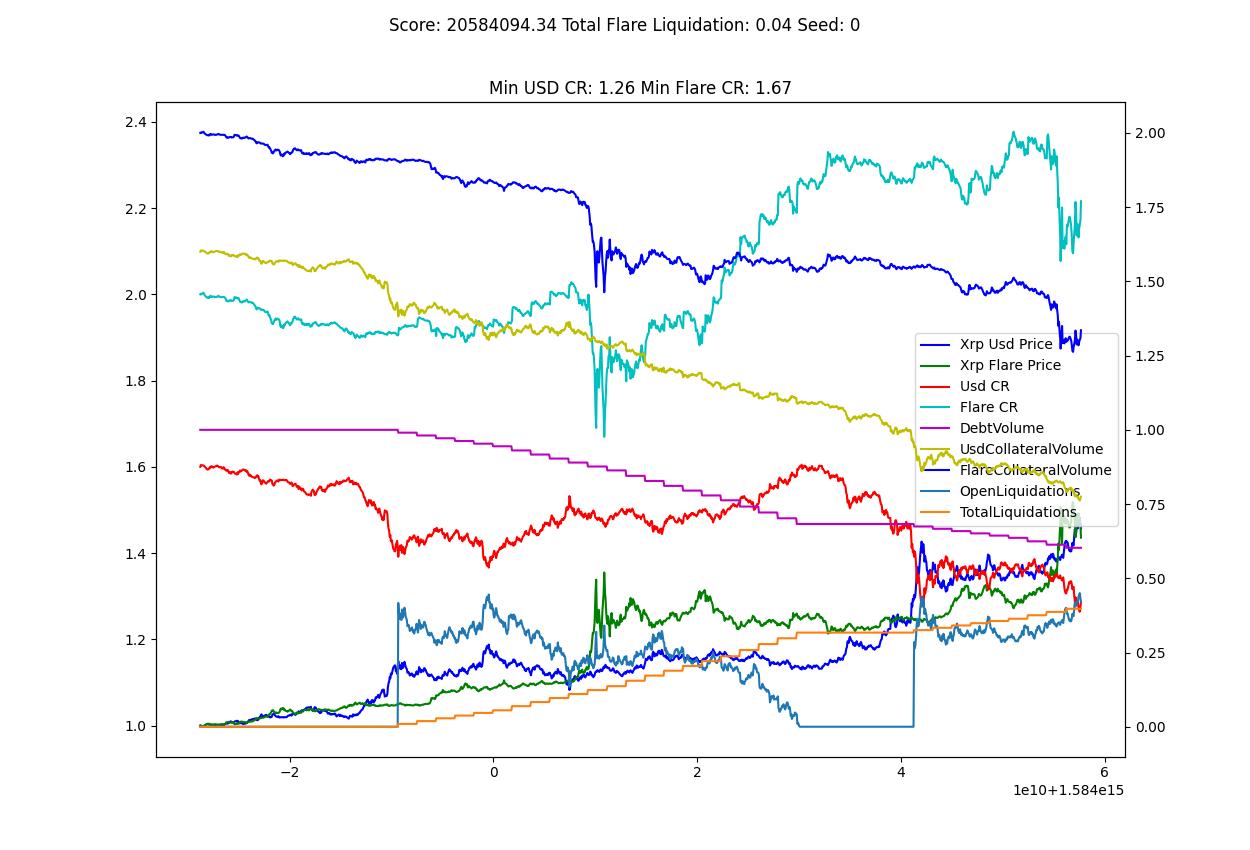 Score: 20584094.34 Total Flare Liquidation: 0.04 Seed: 0
Min USD CR: 1.26 Min Flare CR: 1.67
2.4
2.2
2.0
1.8
1.6
1.4
1.2
1.0
2.00
1.75
1.50
1.25
1.00
0.75
0.50
0.25
0.00
Xrp Usd Price
Xrp Flare Price
Usd CR
Flare CR
DebtVolume
UsdCollateralVolume
FlareCollateralVolume
OpenLiquidations
TotalLiquidations
−2 0 2 4 6
1e10+1.584e15